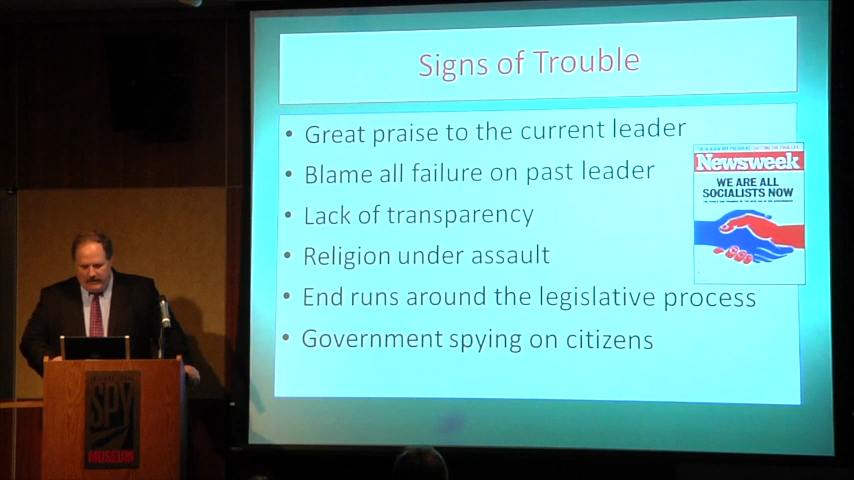 Signs of Trouble
• Great praise to the current leader
• Blame all failure on past leader
• Lack of transparency
• Religion under assault
• End runs around the legislative process
• Government spying on citizens
Newsweek
WE ARE ALL
SOCIALISTS NOW
INTERNATIONAL
SPY
MUSEUM